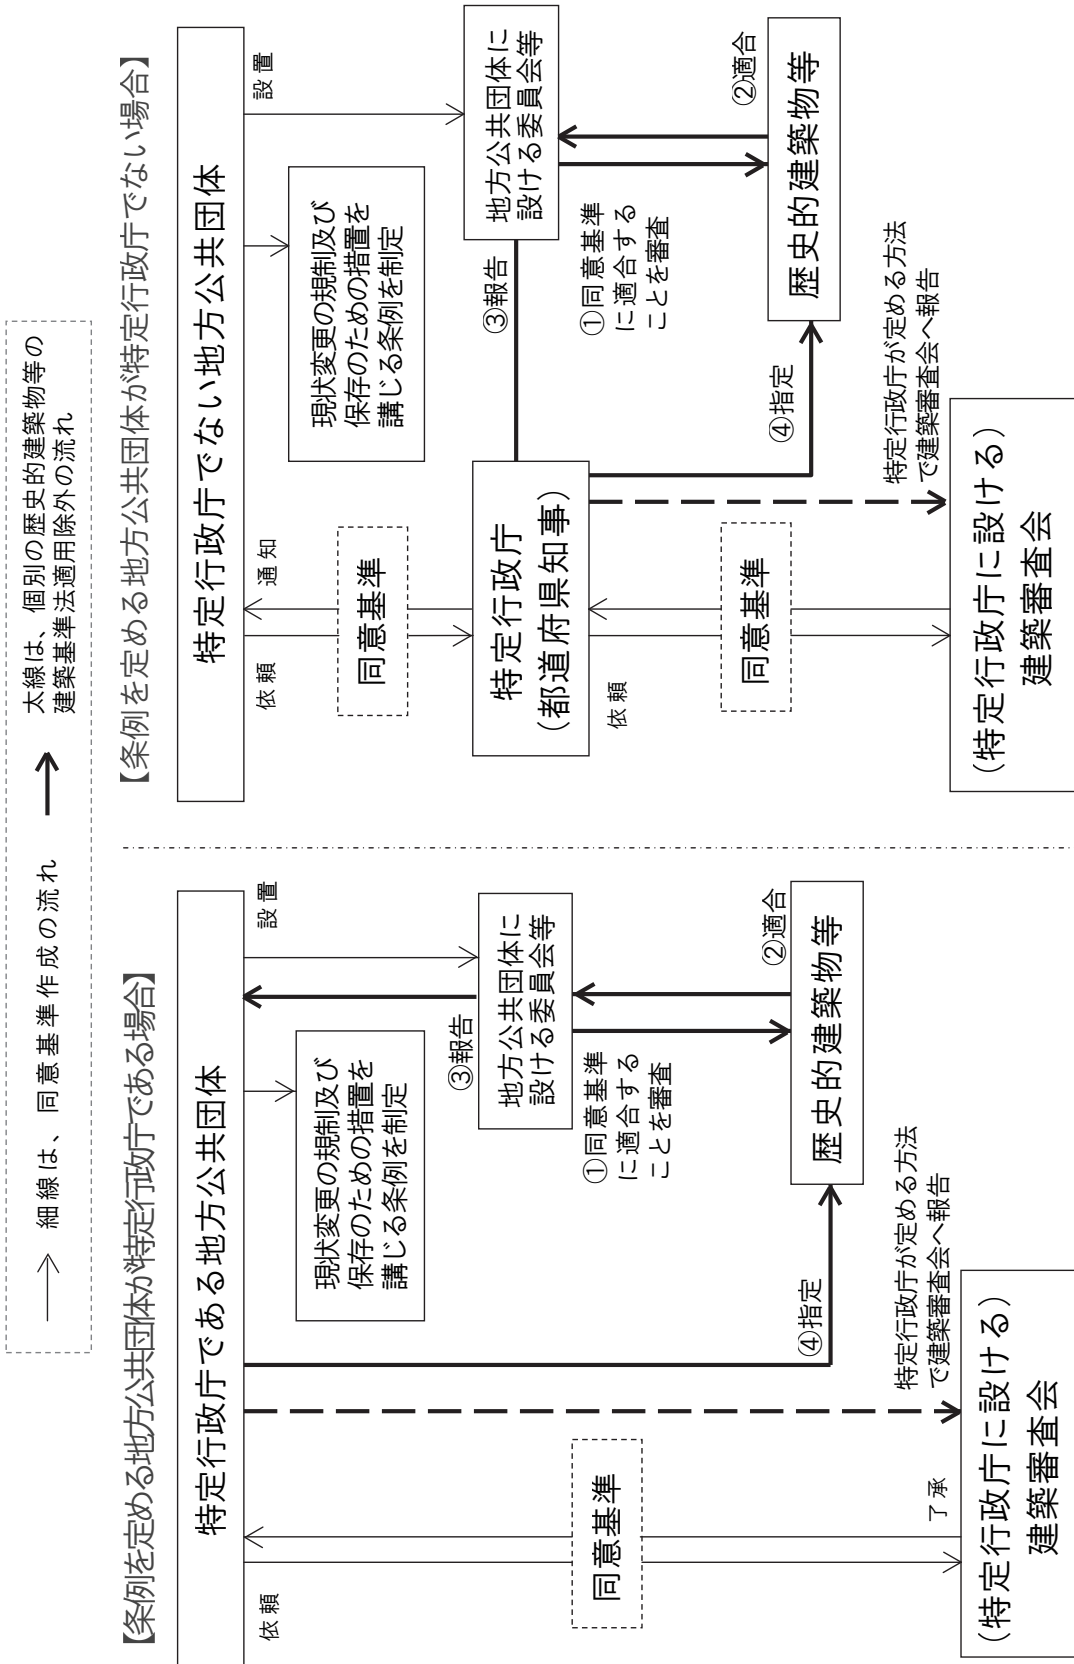 細線は、同意基準作成の流れ
太線は、個別の歴史的建築物等の
建築基準法適用除外の流れ
【条例を定める地方公共団体が特定行政庁である場合】
特定行政庁である地方公共団体
依頼
設置
現状変更の規制及び
保存のための措置を
講じる条例を制定
③報告
地方公共団体に
設ける委員会等
同意基準
①同意基準
に適合する
ことを審査
②適合
④指定
歴史的建築物等
特定行政庁が定める方法
で建築審査会へ報告
了承
(特定行政庁に設ける)
建築審査会
【条例を定める地方公共団体が特定行政庁でない場合】
特定行政庁でない地方公共団体
依頼
通知
設置
同意基準
現状変更の規制及び
保存のための措置を
講じる条例を制定
特定行政庁
(都道府県知事)
③報告
地方公共団体に
設ける委員会等
依頼
①同意基準
に適合する
ことを審査
②適合
同意基準
④指定
歴史的建築物等
特定行政庁が定める方法
で建築審査会へ報告
(特定行政庁に設ける)
建築審査会